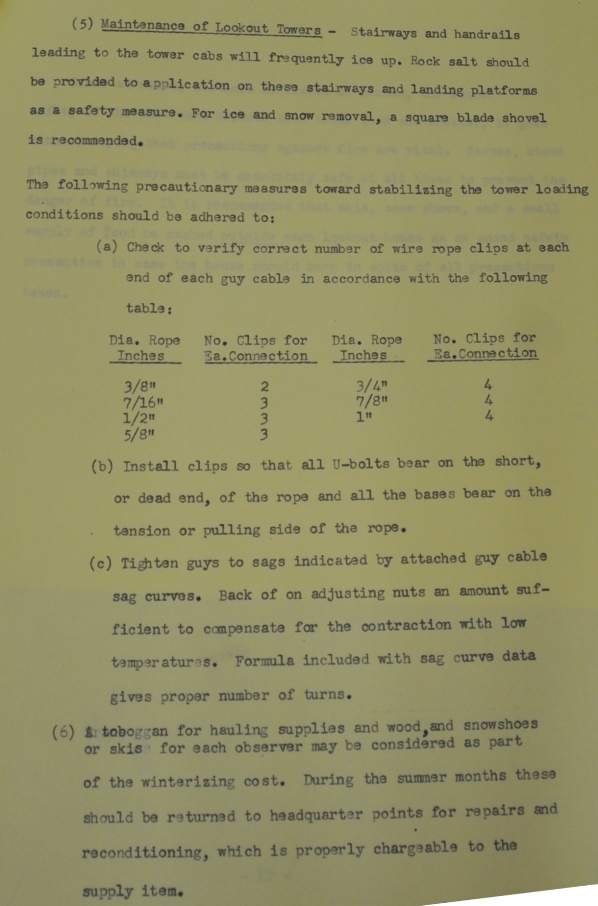 (5) Maintenance of Lookout Towers - Stairways and handrails
leading to the tower cabs will frequently ice up. Rock salt should
be provided to application on these stairways and landing platforms
as a safety measure. For ice and snow removal, a square blade shovel
is recommended.
The following precautionary measures toward stabilizing the tower loading
conditions should be adhered to:
(a) Check to verify correct number of wire rope clips at each
end of each guy cable in accordance with the following
table:
Dia. Rope No. Clips for Dia. Rope No. Clips for
Inches Ea.Connection Inches Ea.Connection
3/8" 2 3/4" 4
7/16" 3 7/8" 4
1/2" 3 1" 4
5/8" 3
(b) Install clips so that all U-bolts bear on the short,
or dead end, of the rope and all the bases bear on the
tension or pulling side of the rope.
(c) Tighten guys to sags indicated by attached guy cable
sag curves. Back of on adjusting nuts an amount suf-
ficient to compensate for the contraction with low
temperatures. Formula included with sag curve data
gives proper number of turns.
(6) A toboggan for hauling supplies and wood,and snowshoes
or skis for each observer may be considered as part
of the winterizing cost. During the summer months these
should be returned to headquarter points for repairs and
reconditioning, which is properly chargeable to the
supply item.